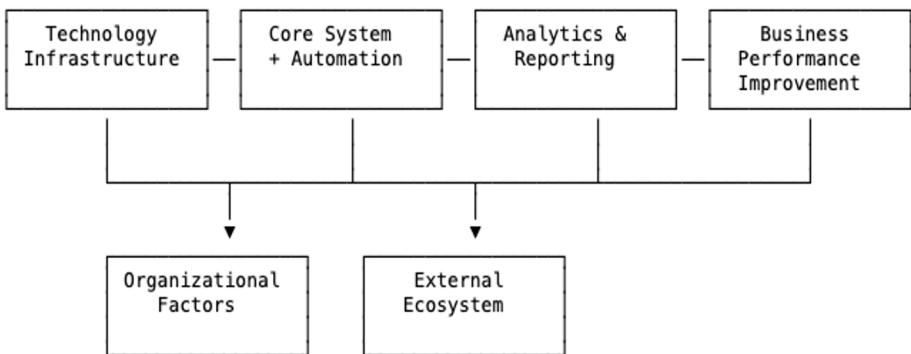 Technology
Infrastructure
Core System
+ Automation
Analytics &
Reporting
Business
Performance
Improvement
Organizational
Factors
External
Ecosystem